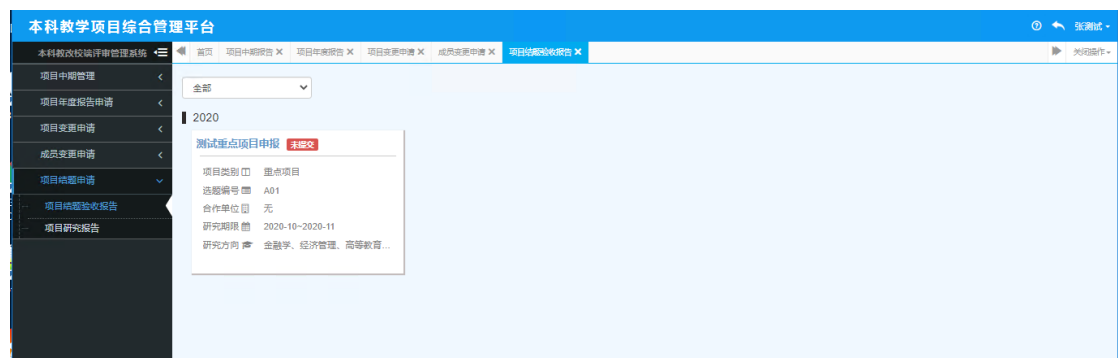 本科教学项目综合管理平台
张测试
本科教改校端评审管理系统
首页 项目中期报告 项目年度报告 项目变更申请 成员变更申请 项目结题验收报告 关闭操作
项目中期管理
项目年度报告申请
项目变更申请
成员变更申请
项目结题申请
项目结题验收报告
项目研究报告
全部
2020
测试重点项目申报 未提交
项目类别 重点项目
选题编号 A01
合作单位 无
研究期限 2020-10~2020-11
研究方向 金融学、经济管理、高等教育...